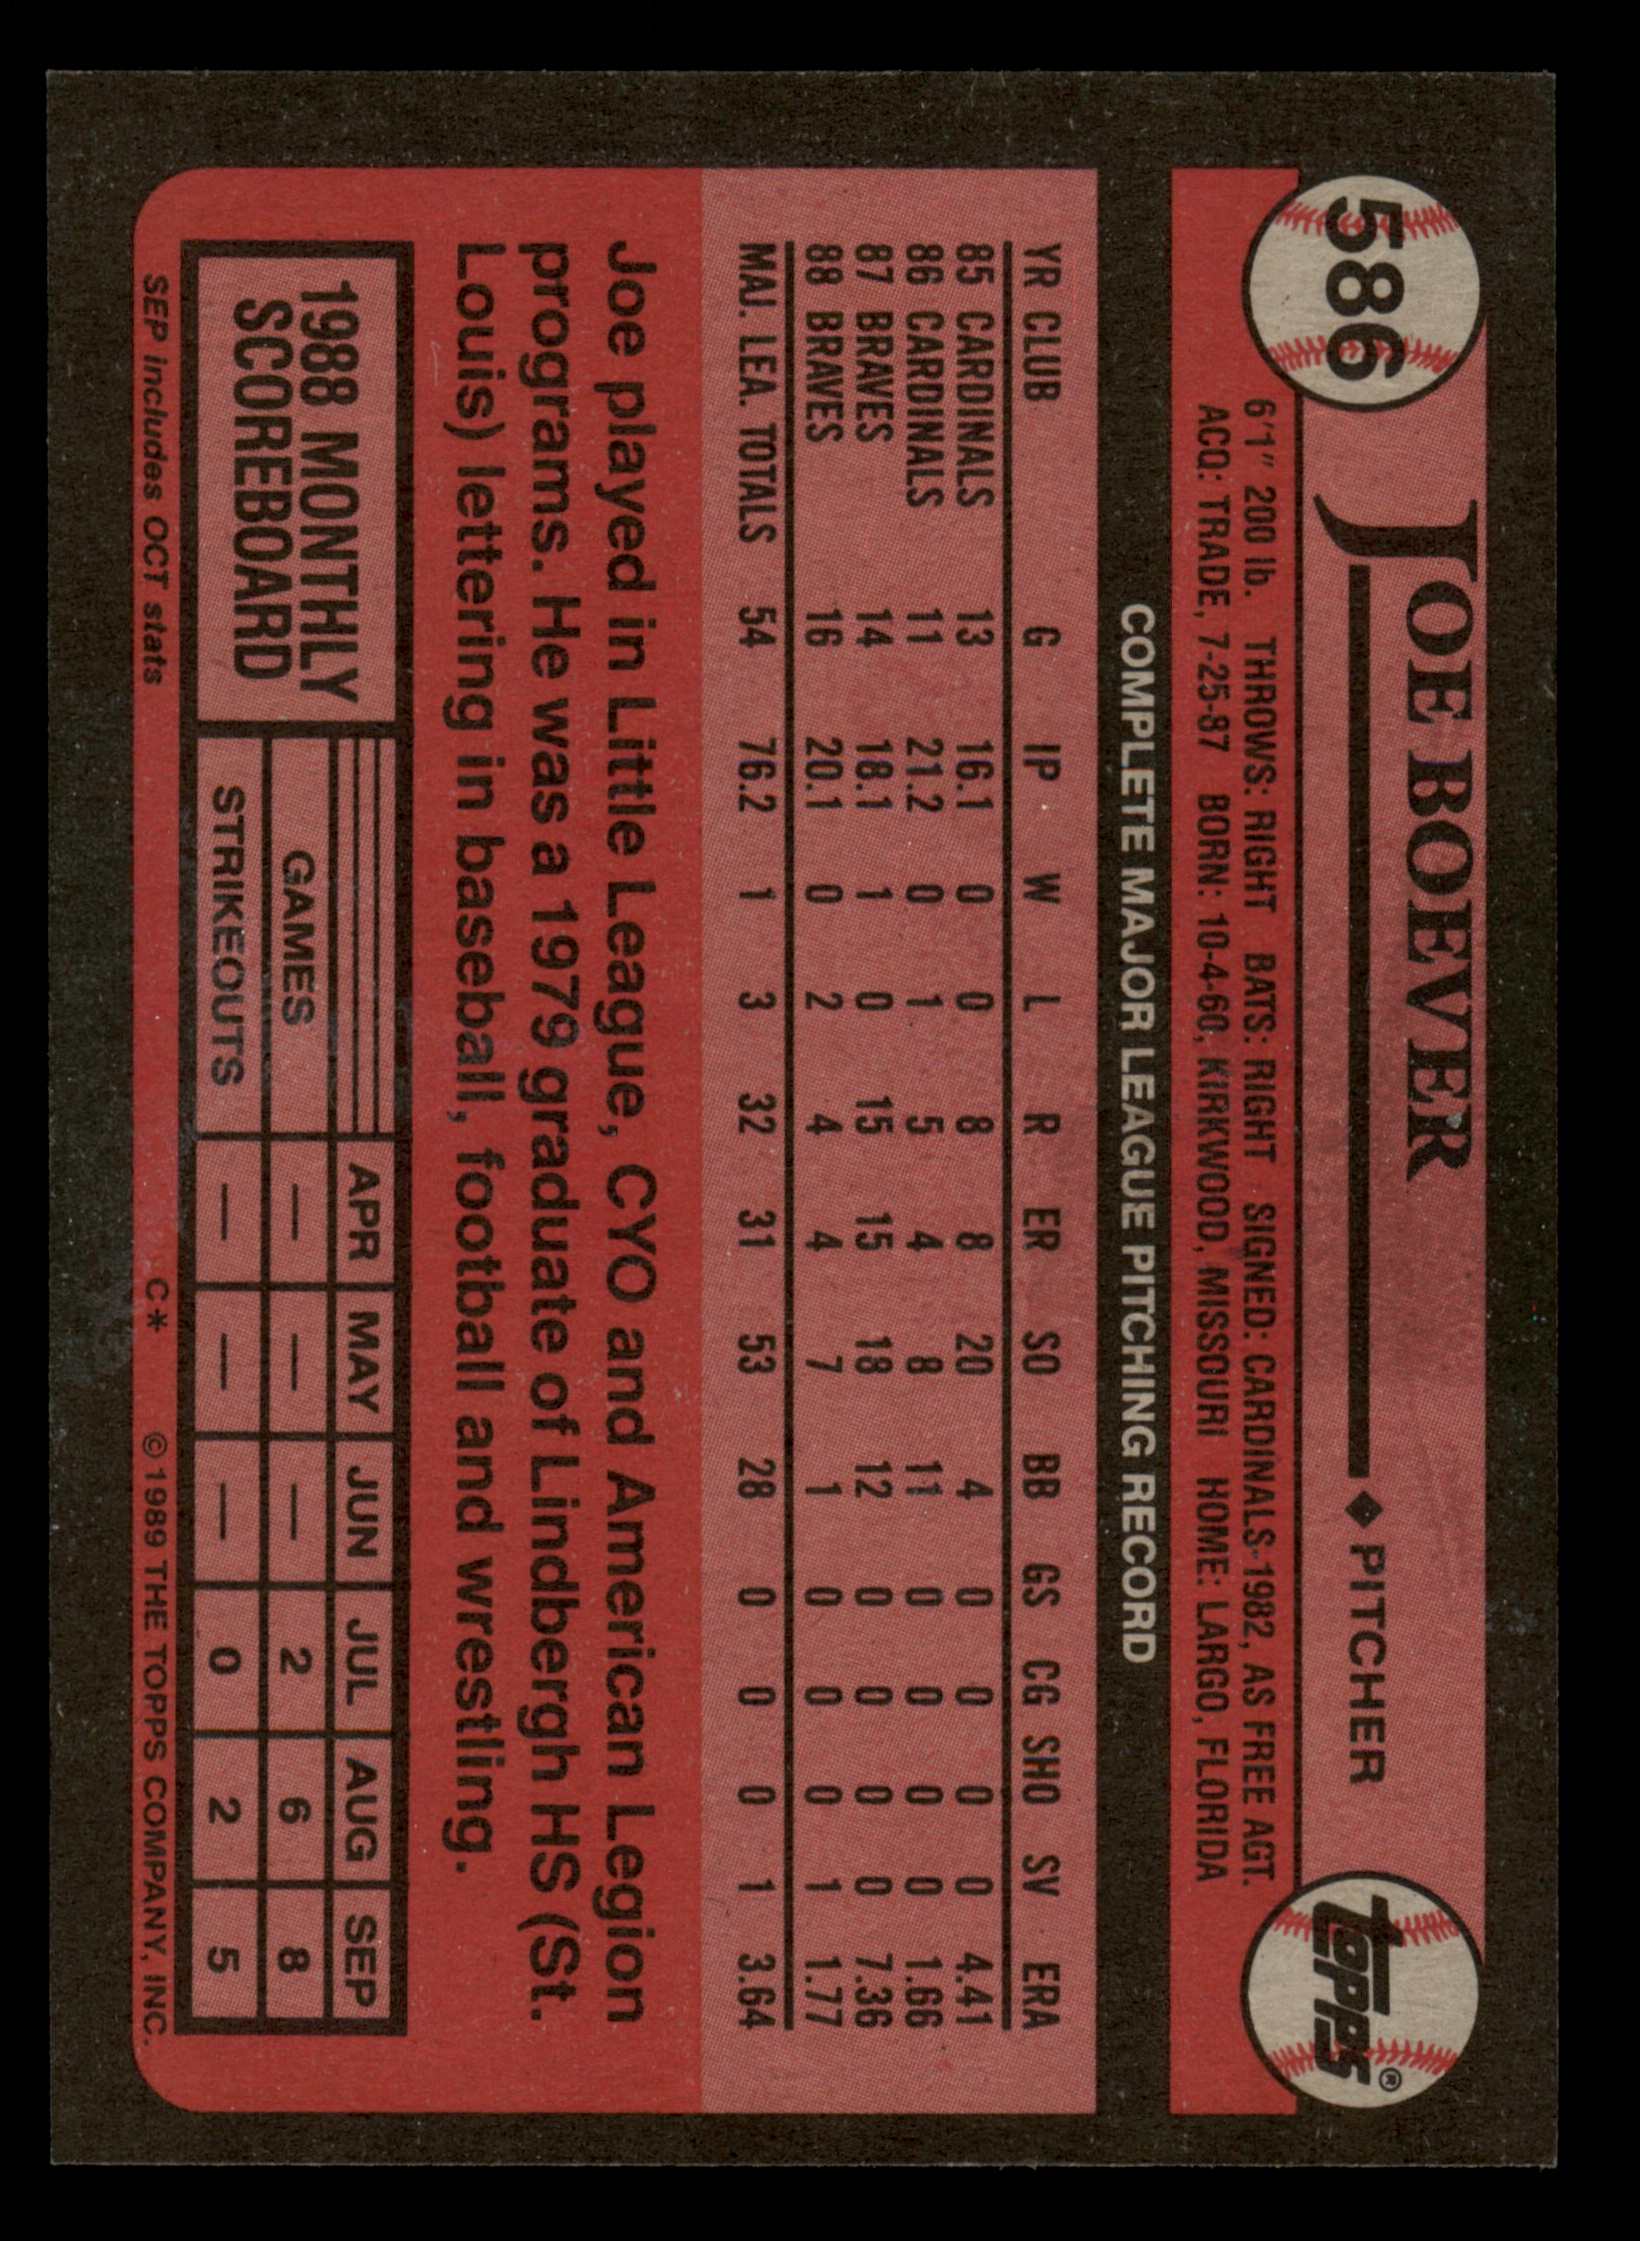 586
JOE BOEVER
◆ PITCHER
TOPPS®
6'1" 200 lb. THROWS: RIGHT BATS: RIGHT SIGNED: CARDINALS-1982, AS FREE AGT.
ACQ: TRADE, 7-25-87 BORN: 10-4-60, KIRKWOOD, MISSOURI HOME: LARGO, FLORIDA
COMPLETE MAJOR LEAGUE PITCHING RECORD
YR CLUB G IP W L R ER SO BB GS CG SHO SV ERA
85 CARDINALS 13 16.1 0 0 8 8 20 4 0 0 0 0 4.41
86 CARDINALS 11 21.2 0 1 5 4 8 11 0 0 0 0 1.66
87 BRAVES 14 18.1 1 0 15 15 18 12 0 0 0 0 7.36
88 BRAVES 16 20.1 0 2 4 4 7 1 0 0 0 1 1.77
MAJ. LEA. TOTALS 54 76.2 1 3 32 31 53 28 0 0 0 1 3.64
Joe played in Little League, CYO and American Legion
programs. He was a 1979 graduate of Lindbergh HS (St.
Louis) lettering in baseball, football and wrestling.
1988 MONTHLY
SCOREBOARD
APR MAY JUN JUL AUG SEP
GAMES — — — 2 6 8
STRIKEOUTS — — — 0 2 5
SEP includes OCT stats C* ©1989 THE TOPPS COMPANY, INC.